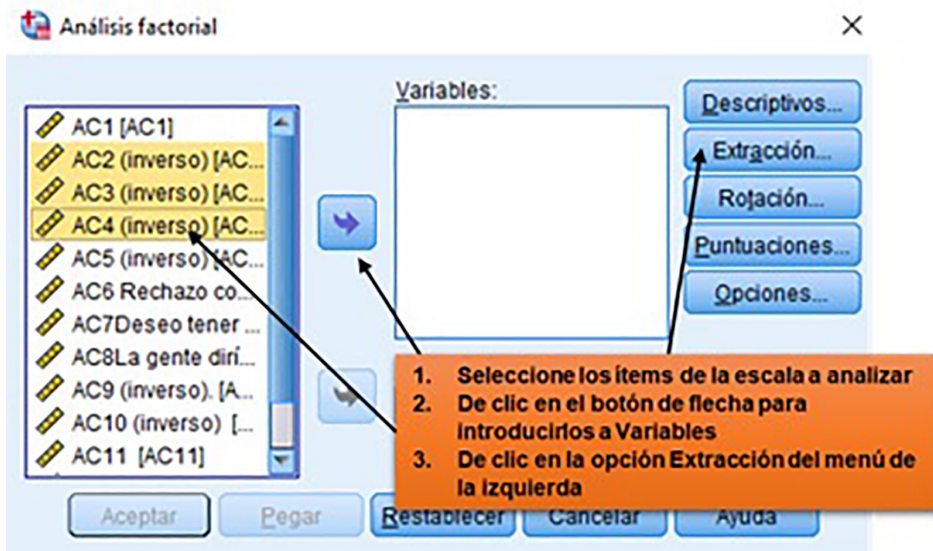 Análisis factorial
AC1 [AC1]
AC2 (inverso) [AC...
AC3 (inverso) [AC...
AC4 (inverso) [AC...
AC5 (inverso) [AC...
AC6 Rechazo co...
AC7Deseo tener ...
AC8La gente dirí...
AC9 (inverso). [A...
AC10 (inverso) [...
AC11 [AC11]
Variables:
Descriptivos...
Extracción...
Rotación...
Puntuaciones...
Opciones...
1. Seleccione los ítems de la escala a analizar
2. De clic en el botón de flecha para
introducirlos a Variables
3. De clic en la opción Extracción del menú de
la izquierda
Aceptar
Pegar
Restablecer
Cancelar
Ayuda